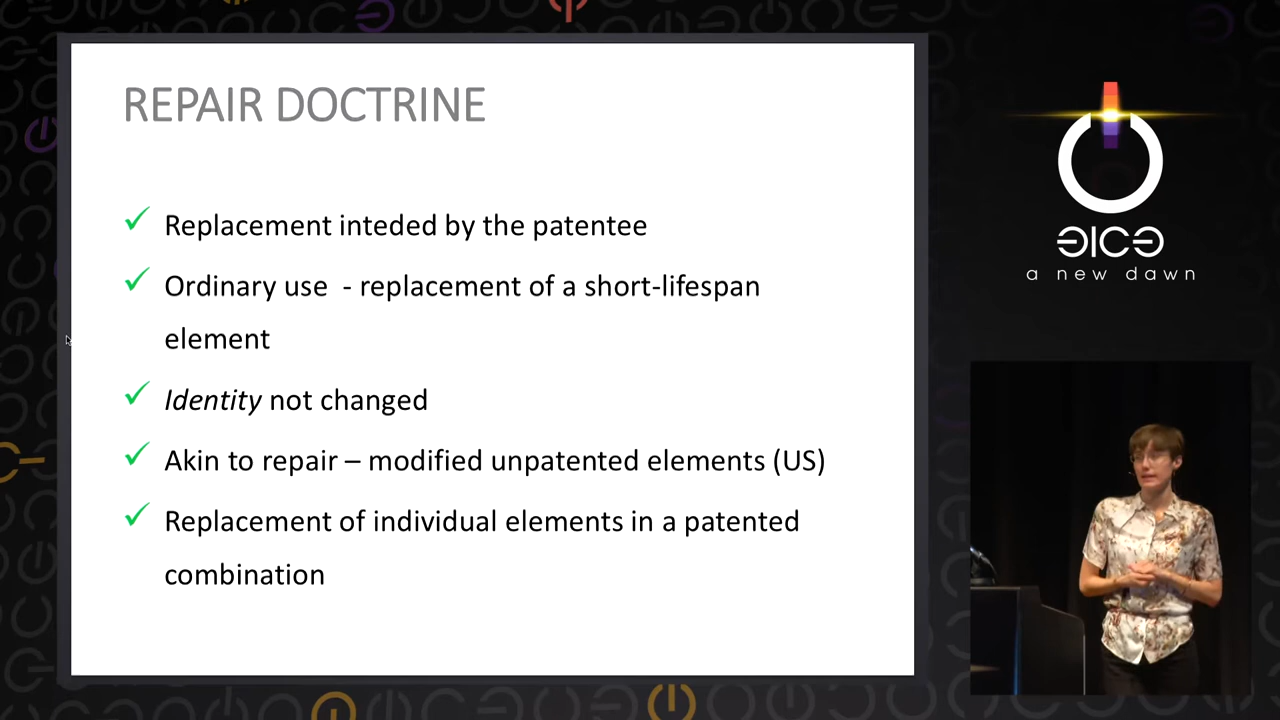 REPAIR DOCTRINE
Replacement inteded by the patentee
Ordinary use - replacement of a short-lifespan
element
Identity not changed
Akin to repair – modified unpatented elements (US)
Replacement of individual elements in a patented
combination
a new dawn